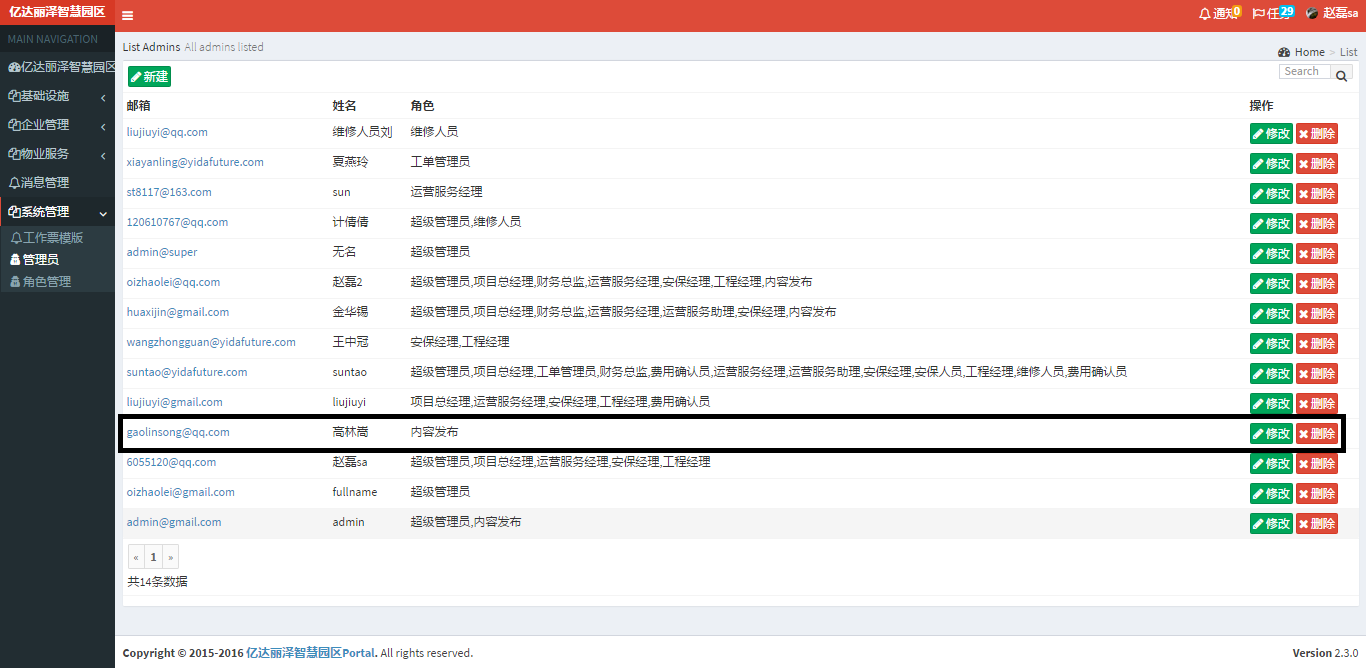 亿达丽泽智慧园区
通知0 任务29 赵磊sa
MAIN NAVIGATION
亿达丽泽智慧园区
基础设施
企业管理
物业服务
消息管理
系统管理
工作票模版
管理员
角色管理
List Admins All admins listed
Home > List
新建
Search
邮箱 姓名 角色 操作
liujiuyi@qq.com 维修人员刘 维修人员 修改 删除
xiayanling@yidafuture.com 夏燕玲 工单管理员 修改 删除
st8117@163.com sun 运营服务经理 修改 删除
120610767@qq.com 计倩倩 超级管理员,维修人员 修改 删除
admin@super 无名 超级管理员 修改 删除
oizhaolei@qq.com 赵磊2 超级管理员,项目总经理,财务总监,运营服务经理,安保经理,工程经理,内容发布 修改 删除
huaxijin@gmail.com 金华锡 超级管理员,项目总经理,财务总监,运营服务经理,运营服务助理,安保经理,内容发布 修改 删除
wangzhongguan@yidafuture.com 王中冠 安保经理,工程经理 修改 删除
suntao@yidafuture.com suntao 超级管理员,项目总经理,工单管理员,财务总监,费用确认员,运营服务经理,运营服务助理,安保经理,安保人员,工程经理,维修人员,费用确认员 修改 删除
liujiuyi@gmail.com liujiuyi 项目总经理,运营服务经理,安保经理,工程经理,费用确认员 修改 删除
gaolinsong@qq.com 高林嵩 内容发布 修改 删除
6055120@qq.com 赵磊sa 超级管理员,项目总经理,运营服务经理,安保经理,工程经理 修改 删除
oizhaolei@gmail.com fullname 超级管理员 修改 删除
admin@gmail.com admin 超级管理员,内容发布 修改 删除
« 1 »
共14条数据
Copyright © 2015-2016 亿达丽泽智慧园区Portal. All rights reserved.
Version 2.3.0